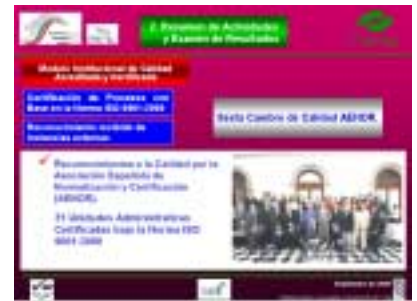 2. Resumen de Actividades
y Examen de Resultados
Modelo Institucional de Calidad
Acreditado y Certificado
Certificación de Procesos con
Base en la Norma ISO 9001:2000
Reconocimiento recibido de
instancias externas
Sexta Cumbre de Calidad AENOR.
Reconocimientos a la Calidad por la
Asociación Española de
Normalización y Certificación
(AENOR).
31 Unidades Administrativas
Certificadas bajo la Norma ISO
9001:2000